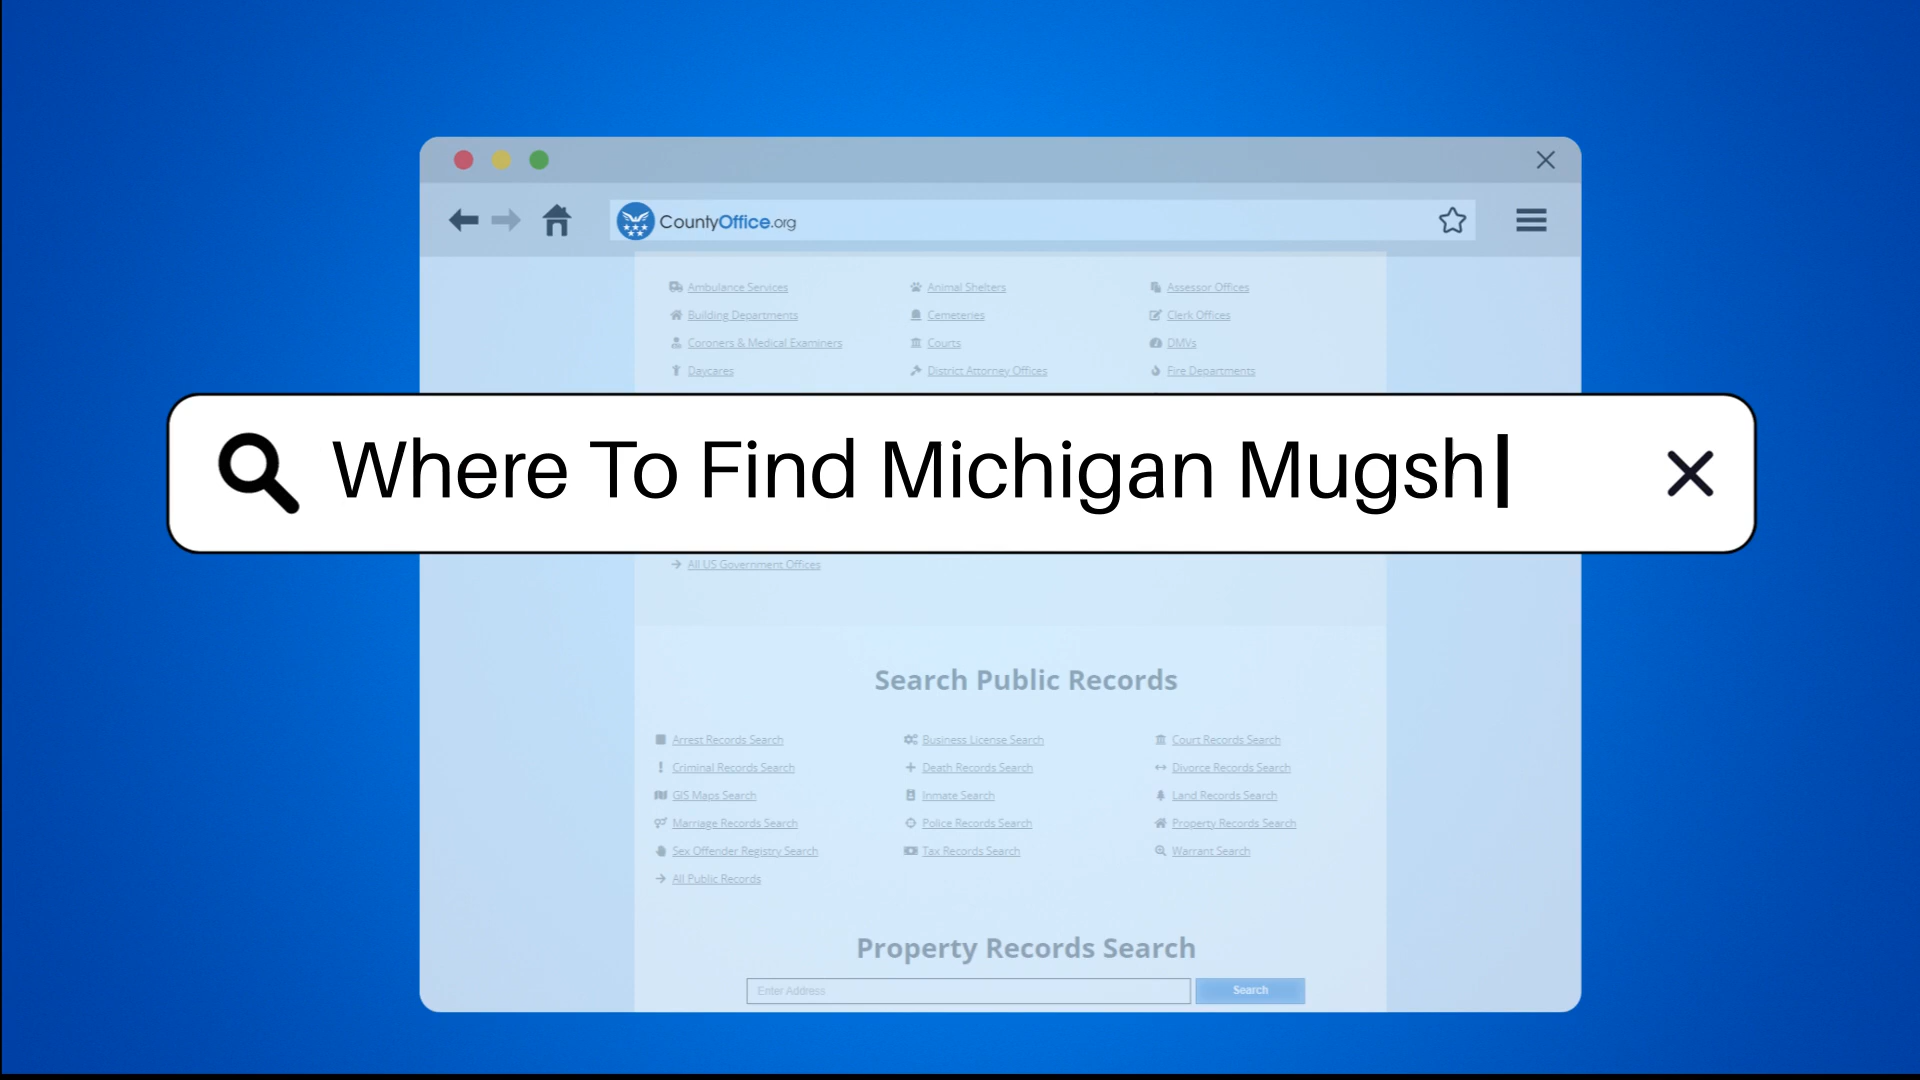 CountyOffice.org
Ambulance Services Animal Shelters Assessor Offices
Building Departments Cemeteries Clerk Offices
Coroners & Medical Examiners Courts DMVs
Daycares District Attorney Offices Fire Departments
Where To Find Michigan Mugsh
All US Government Offices
Search Public Records
Arrest Records Search Business License Search Court Records Search
Criminal Records Search Death Records Search Divorce Records Search
GIS Maps Search Inmate Search Land Records Search
Marriage Records Search Police Records Search Property Records Search
Sex Offender Registry Search Tax Records Search Warrant Search
All Public Records
Property Records Search
Enter Address Search